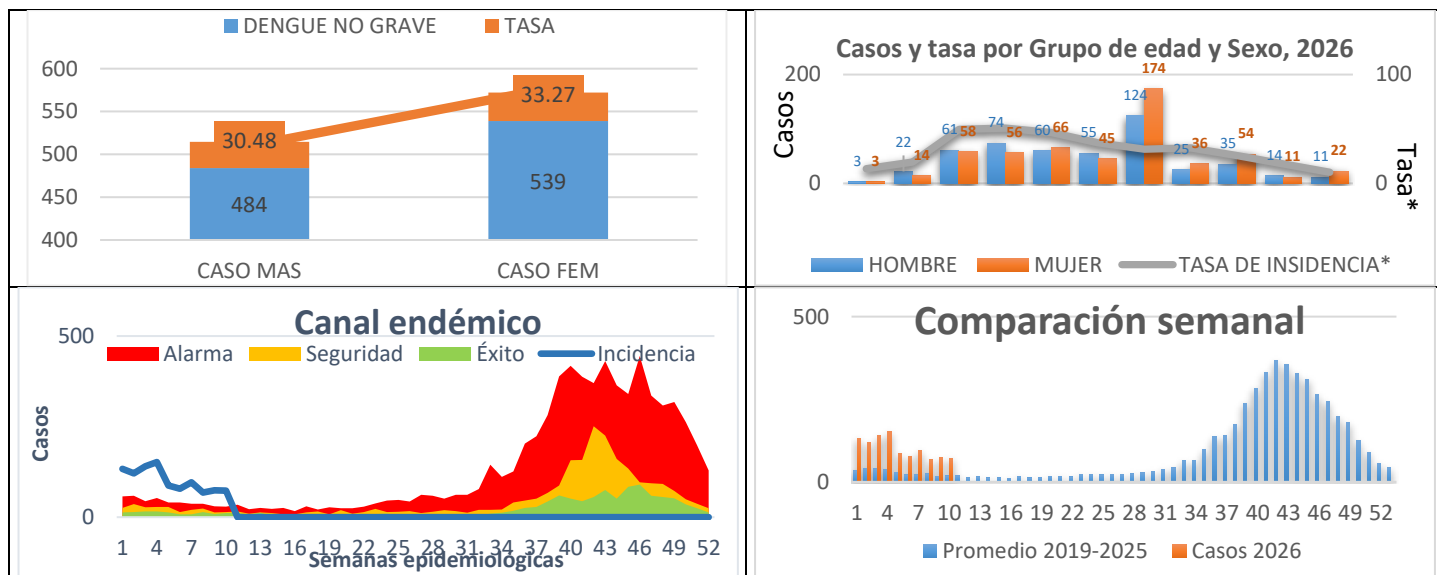 DENGUE NO GRAVE TASA
600
550
500
450
400
30.48
33.27
484
539
CASO MAS CASO FEM
Casos y tasa por Grupo de edad y Sexo, 2026
200 100
0 0
Casos
Tasa*
3 3 22 14 61 58 74 56 60 66 55 45 124 174 25 36 35 54 14 11 11 22
HOMBRE MUJER TASA DE INSIDENCIA*
Canal endémico
500
0
Alarma Seguridad Éxito Incidencia
Casos
1 4 7 10 13 16 19 22 25 28 31 34 37 40 43 46 49 52
Semanas epidemiológicas
Comparación semanal
500
0
1 4 7 10 13 16 19 22 25 28 31 34 37 40 43 46 49 52
Promedio 2019-2025 Casos 2026